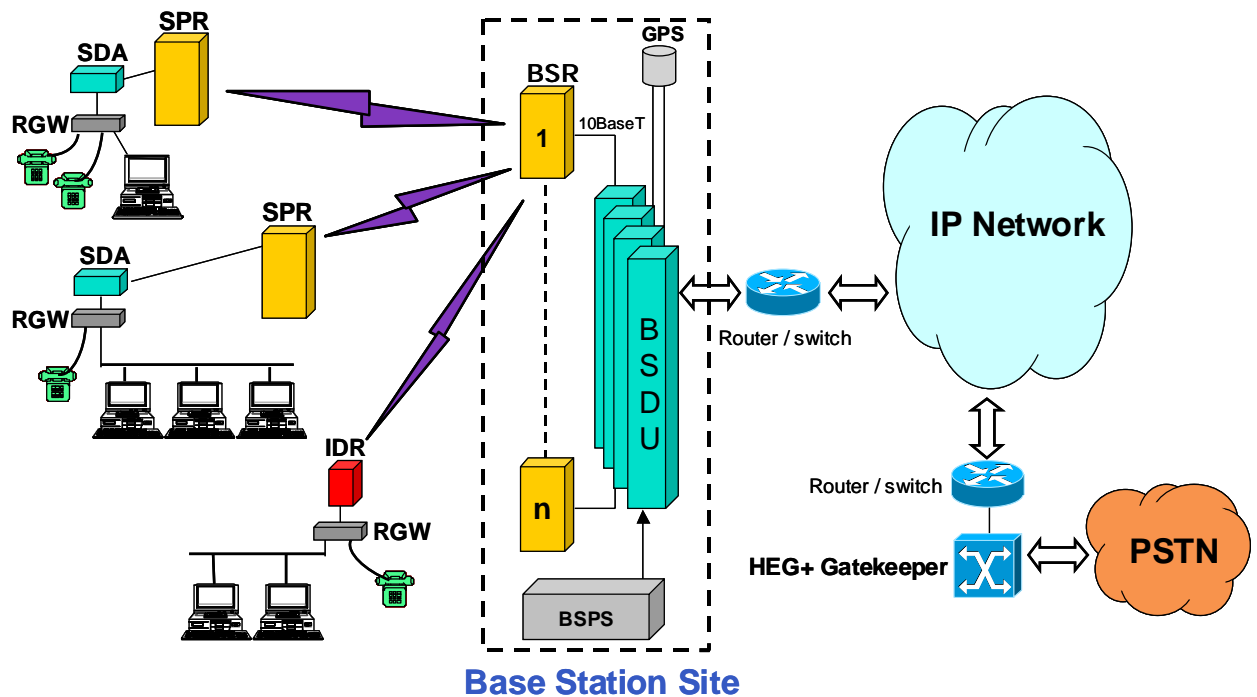 SPR
SDA
RGW
SPR
SDA
RGW
IDR
RGW
GPS
BSR
10BaseT
1
n
B
S
D
U
BSPS
Base Station Site
Router / switch
IP Network
Router / switch
HEG+ Gatekeeper
PSTN